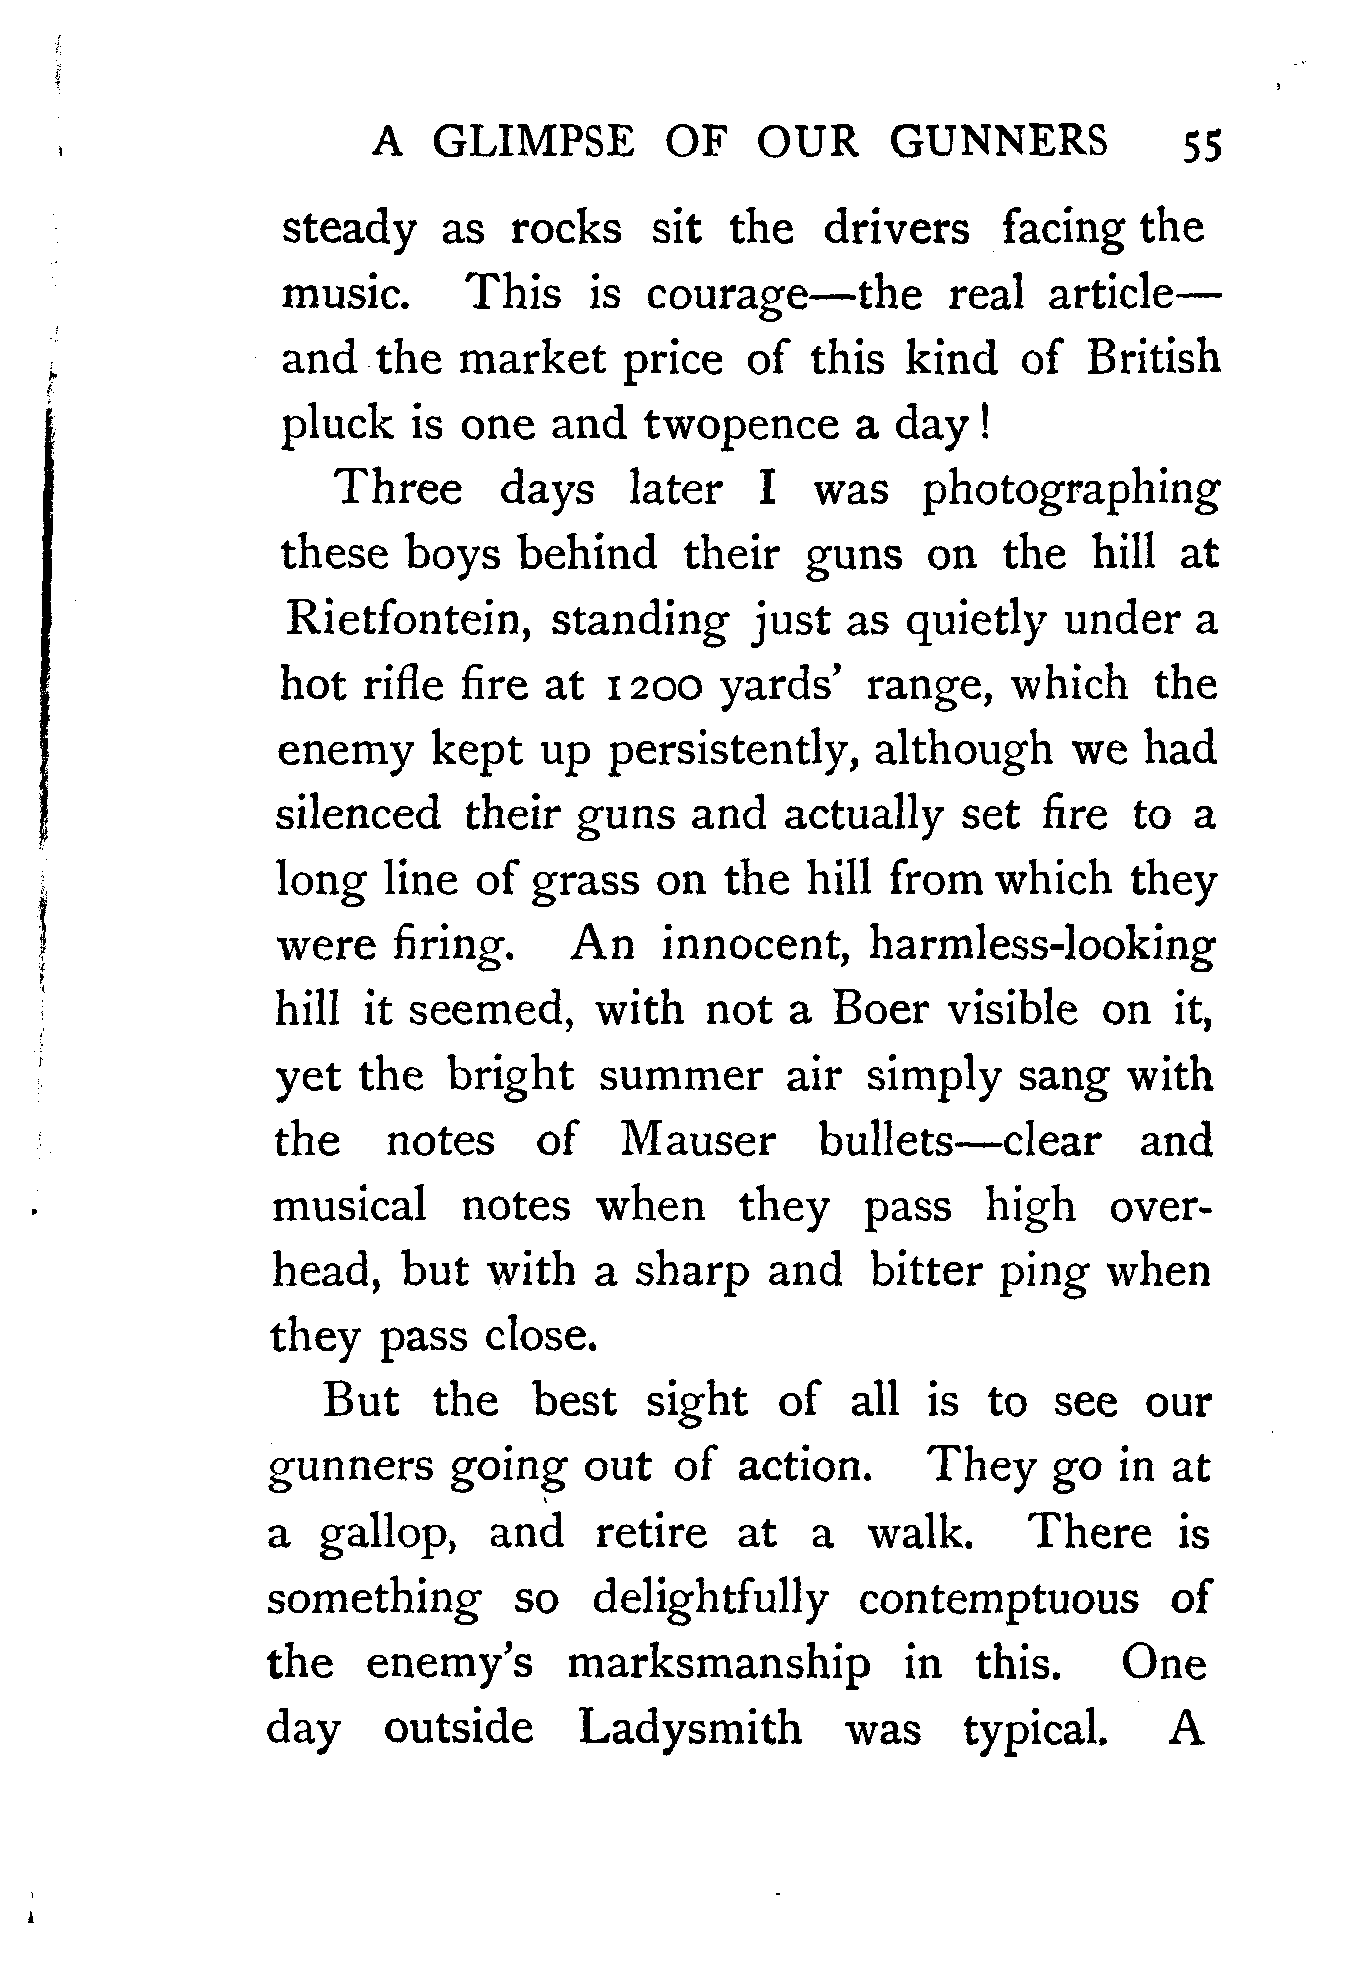 A GLIMPSE OF OUR GUNNERS 55
steady as rocks sit the drivers facing the
music. This is courage—the real article—
and the market price of this kind of British
pluck is one and twopence a day!
Three days later I was photographing
these boys behind their guns on the hill at
Rietfontein, standing just as quietly under a
hot rifle fire at 1200 yards' range, which the
enemy kept up persistently, although we had
silenced their guns and actually set fire to a
long line of grass on the hill from which they
were firing. An innocent, harmless-looking
hill it seemed, with not a Boer visible on it,
yet the bright summer air simply sang with
the notes of Mauser bullets—clear and
musical notes when they pass high over-
head, but with a sharp and bitter ping when
they pass close.
But the best sight of all is to see our
gunners going out of action. They go in at
a gallop, and retire at a walk. There is
something so delightfully contemptuous of
the enemy's marksmanship in this. One
day outside Ladysmith was typical. A